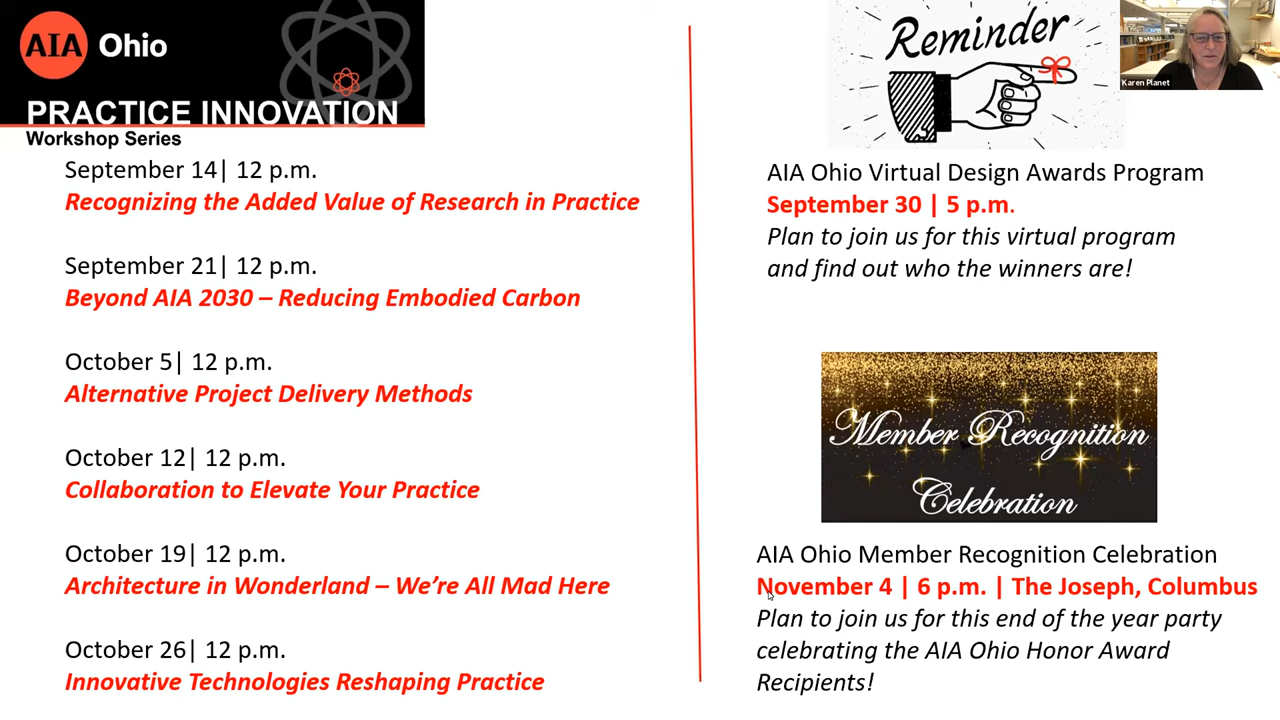 AIA Ohio
PRACTICE INNOVATION
Workshop Series
September 14| 12 p.m.
Recognizing the Added Value of Research in Practice
September 21| 12 p.m.
Beyond AIA 2030 – Reducing Embodied Carbon
October 5| 12 p.m.
Alternative Project Delivery Methods
October 12| 12 p.m.
Collaboration to Elevate Your Practice
October 19| 12 p.m.
Architecture in Wonderland – We’re All Mad Here
October 26| 12 p.m.
Innovative Technologies Reshaping Practice
Reminder
Karen Planet
AIA Ohio Virtual Design Awards Program
September 30 | 5 p.m.
Plan to join us for this virtual program
and find out who the winners are!
Member Recognition
Celebration
AIA Ohio Member Recognition Celebration
November 4 | 6 p.m. | The Joseph, Columbus
Plan to join us for this end of the year party
celebrating the AIA Ohio Honor Award
Recipients!